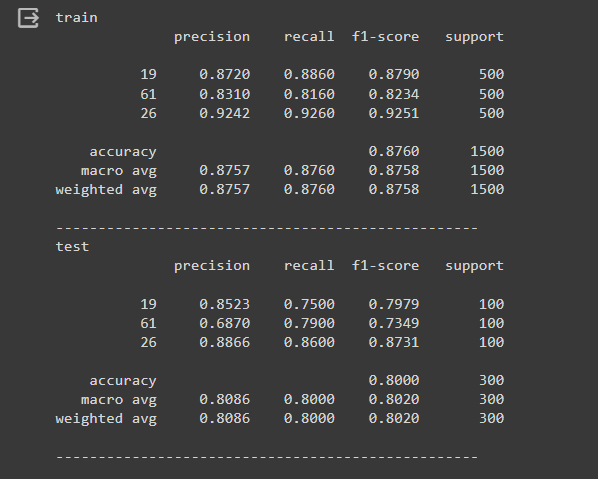 train
precision recall f1-score support
19 0.8720 0.8860 0.8790 500
61 0.8310 0.8160 0.8234 500
26 0.9242 0.9260 0.9251 500
accuracy 0.8760 1500
macro avg 0.8757 0.8760 0.8758 1500
weighted avg 0.8757 0.8760 0.8758 1500
--------------------------------------------------
test
precision recall f1-score support
19 0.8523 0.7500 0.7979 100
61 0.6870 0.7900 0.7349 100
26 0.8866 0.8600 0.8731 100
accuracy 0.8000 300
macro avg 0.8086 0.8000 0.8020 300
weighted avg 0.8086 0.8000 0.8020 300
--------------------------------------------------